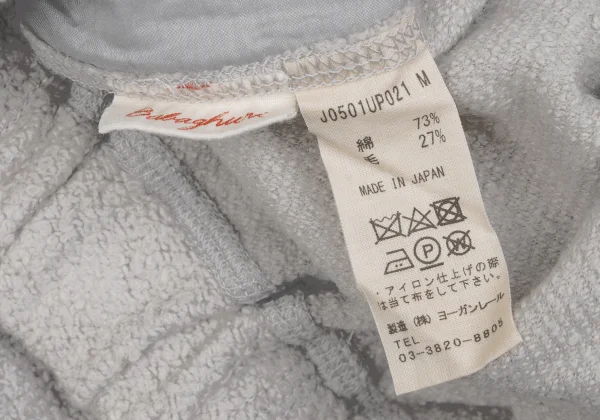 Babaghuri
J0501UP021 M
綿 73%
毛 27%
MADE IN JAPAN
・アイロン仕上げの際
は当て布をして下さい。
製造 (株) ヨーガンレール
TEL
03-3820-8805